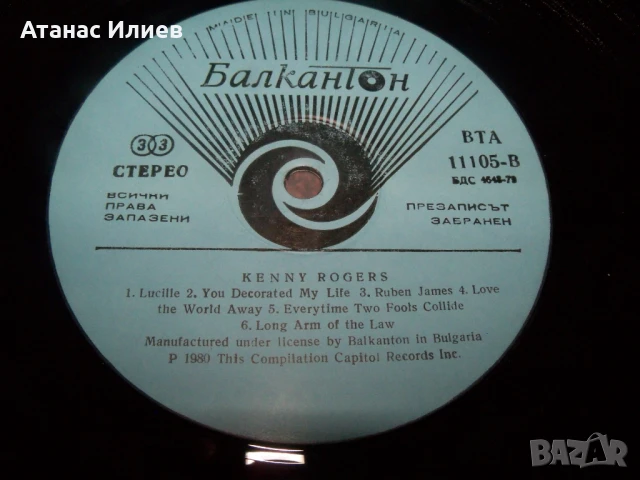 Атанас Илиев
MADE IN BULGARIA
Балкантон
33
СТЕРЕО
ВСИЧКИ
ПРАВА
ЗАПАЗЕНИ
ВТА
11105-В
БДС 4645-79
ПРЕЗАПИСЪТ
ЗАБРАНЕН
KENNY ROGERS
1. Lucille 2. You Decorated My Life 3. Ruben James 4. Love
the World Away 5. Everytime Two Fools Collide
6. Long Arm of the Law
Manufactured under license by Balkanton in Bulgaria
P 1980 This Compilation Capitol Records Inc.
BAZAR